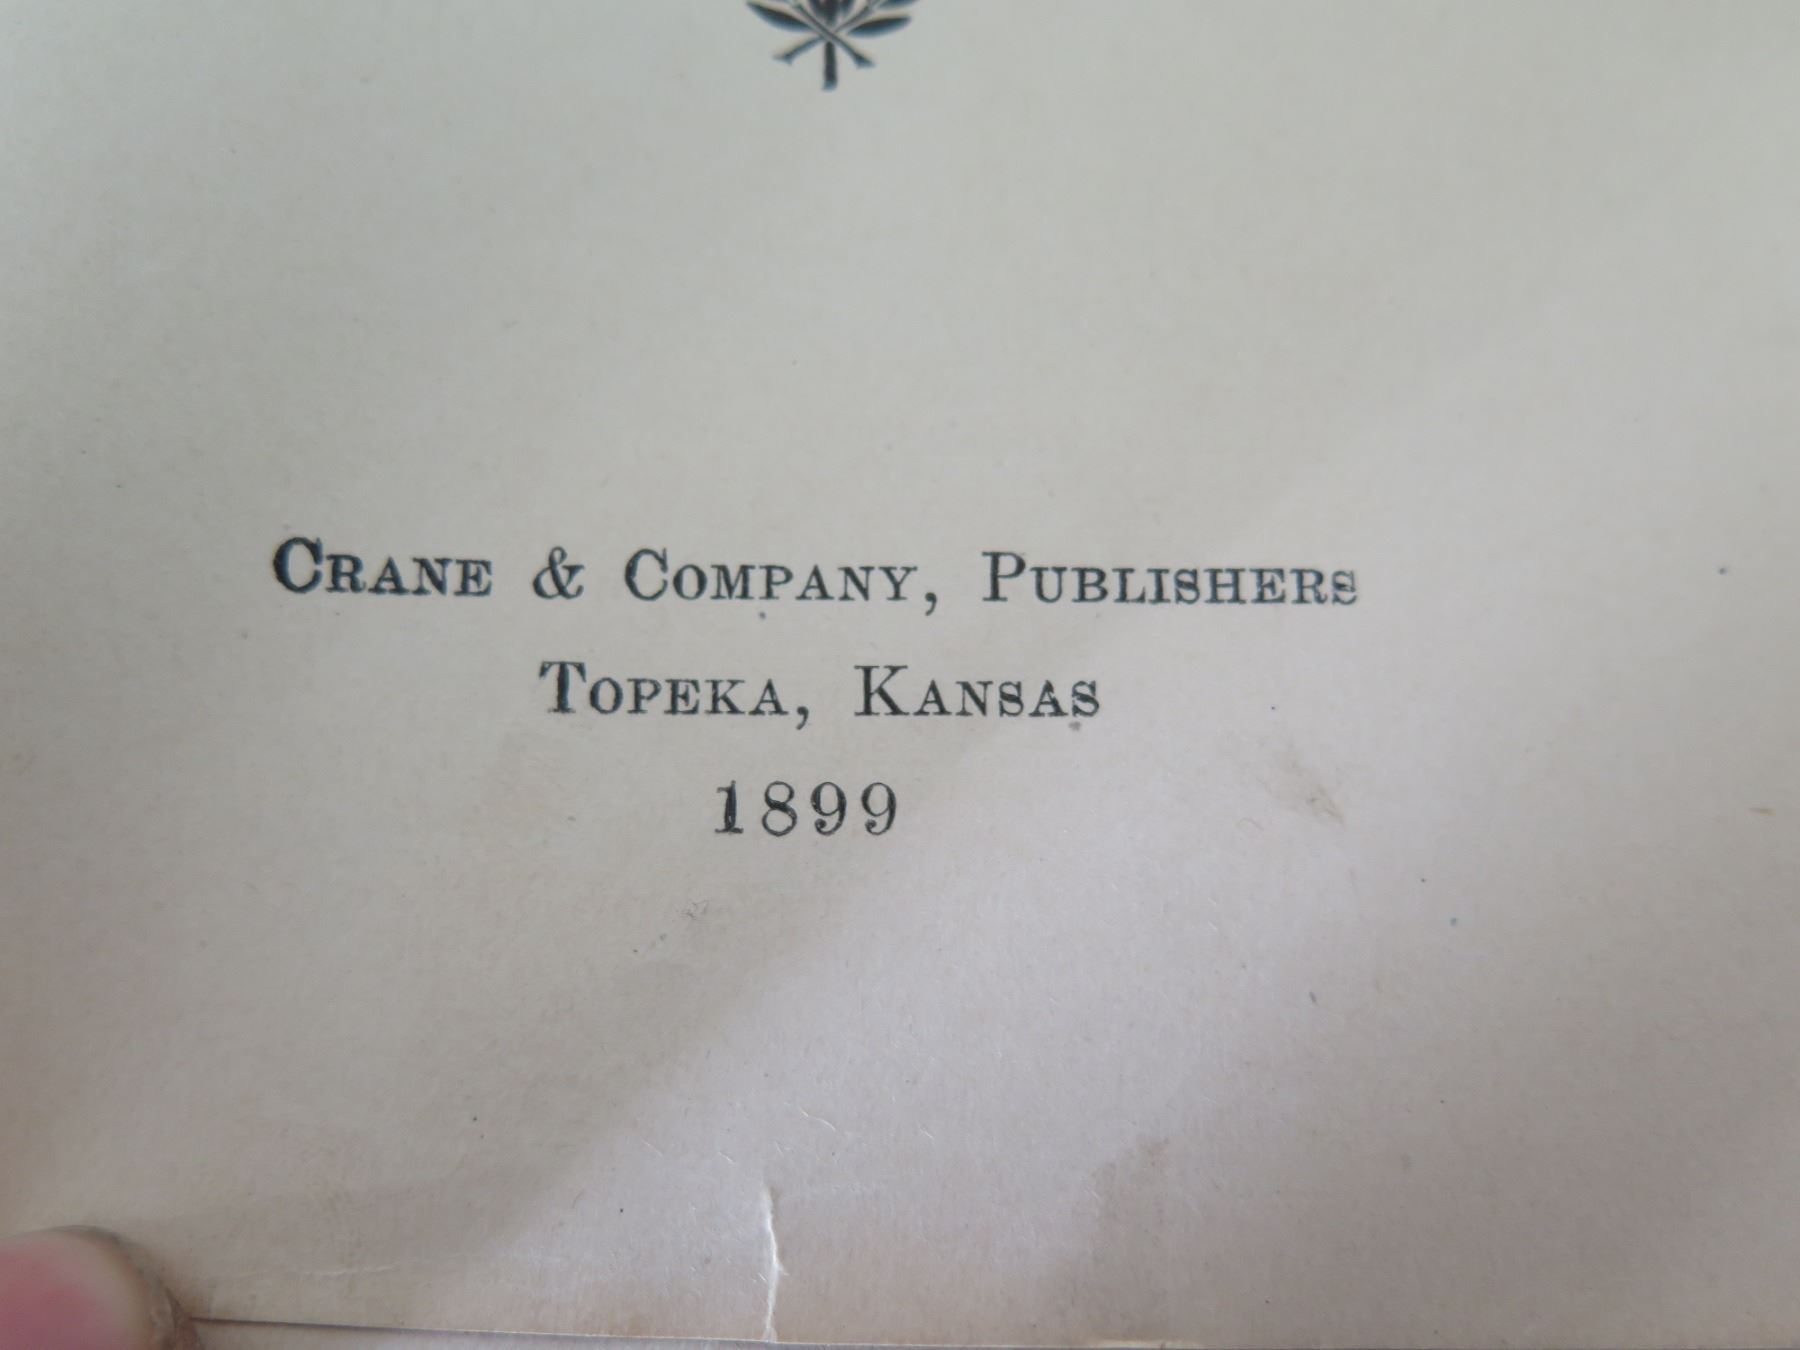 Crane & Company, Publishers
Topeka, Kansas
1899